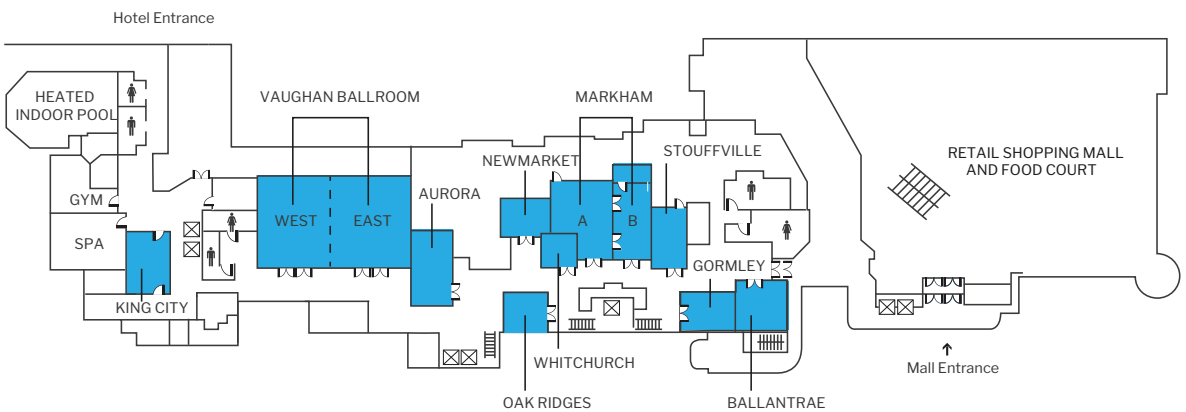 Hotel Entrance
HEATED
INDOOR POOL
VAUGHAN BALLROOM
MARKHAM
NEWMARKET
STOUFFVILLE
RETAIL SHOPPING MALL
AND FOOD COURT
AURORA
GYM
WEST
EAST
A
B
SPA
GORMLEY
KING CITY
WHITCHURCH
Mall Entrance
OAK RIDGES
BALLANTRAE